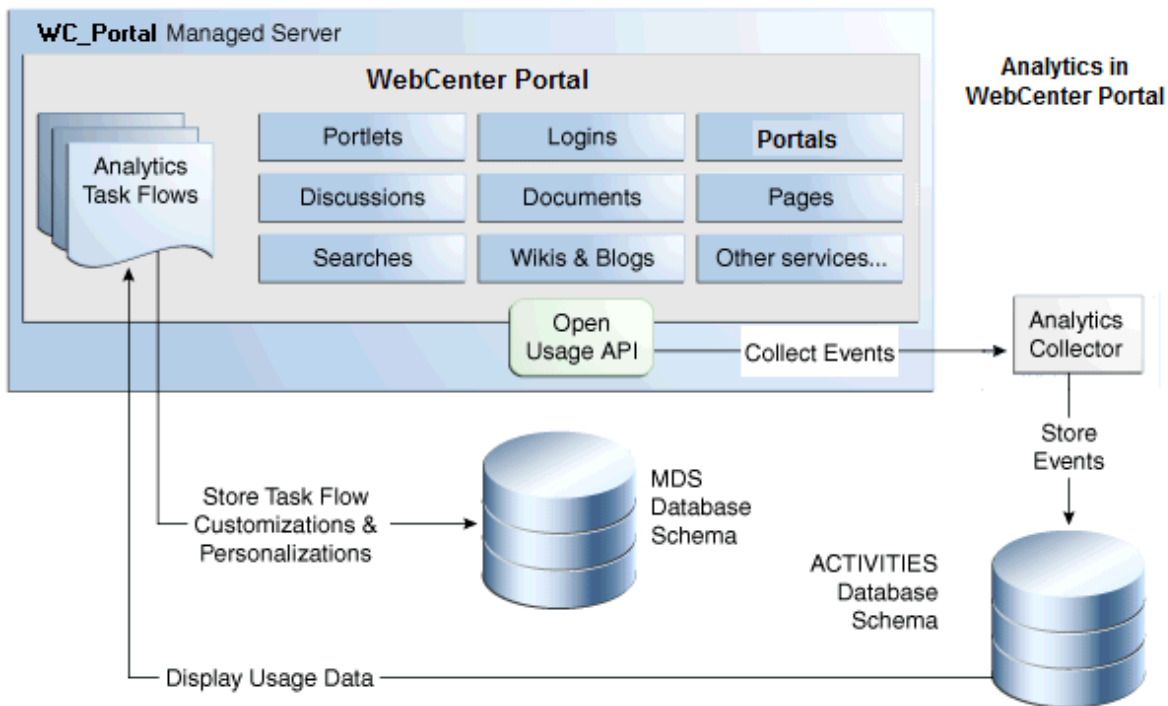 WC_Portal Managed Server
WebCenter Portal
Analytics in
WebCenter Portal
Analytics
Task Flows
Portlets
Logins
Portals
Discussions
Documents
Pages
Searches
Wikis & Blogs
Other services...
Open
Usage API
Collect Events
Analytics
Collector
Store
Events
Store Task Flow
Customizations &
Personalizations
MDS
Database
Schema
ACTIVITIES
Database
Schema
Display Usage Data